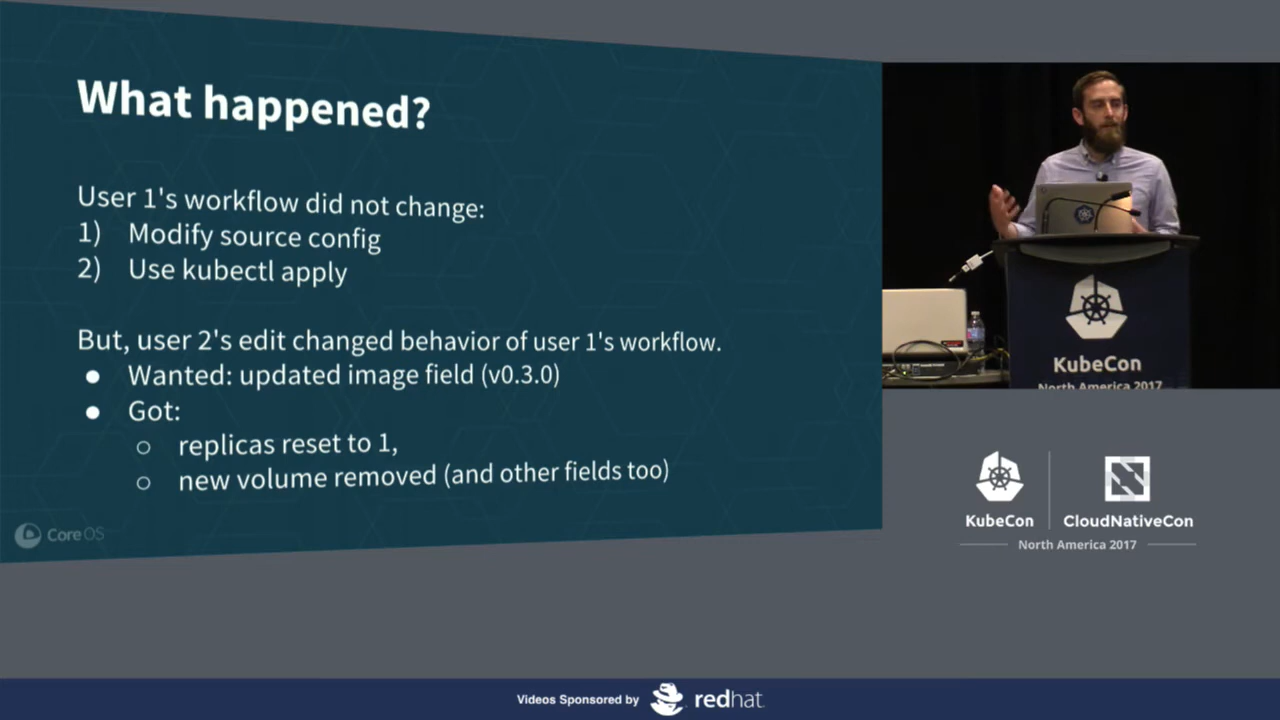 What happened?
User 1's workflow did not change:
1) Modify source config
2) Use kubectl apply
But, user 2's edit changed behavior of user 1's workflow.
● Wanted: updated image field (v0.3.0)
● Got:
○ replicas reset to 1,
○ new volume removed (and other fields too)
CoreOS
KubeCon
North America 2017
KubeCon
CloudNativeCon
North America 2017
Videos Sponsored by redhat